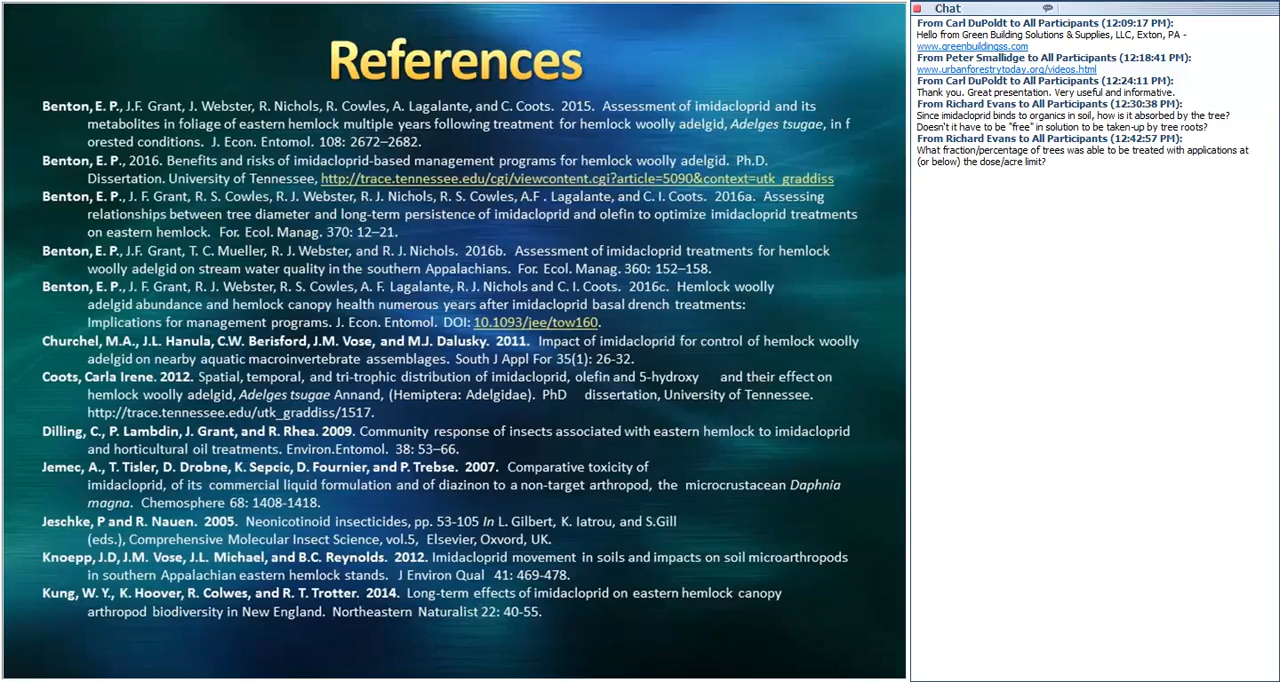 References
Benton, E. P., J.F. Grant, J. Webster, R. Nichols, R. Cowles, A. Lagalante, and C. Coots. 2015. Assessment of imidacloprid and its
metabolites in foliage of eastern hemlock multiple years following treatment for hemlock woolly adelgid, Adelges tsugae, in f
orested conditions. J. Econ. Entomol. 108: 2672–2682.
Benton, E. P., 2016. Benefits and risks of imidacloprid-based management programs for hemlock woolly adelgid. Ph.D.
Dissertation. University of Tennessee, http://trace.tennessee.edu/cgi/viewcontent.cgi?article=5090&context=utk_graddiss
Benton, E. P., J. F. Grant, R. S. Cowles, R. J. Webster, R. J. Nichols, R. S. Cowles, A.F . Lagalante, and C. I. Coots. 2016a. Assessing
relationships between tree diameter and long-term persistence of imidacloprid and olefin to optimize imidacloprid treatments
on eastern hemlock. For. Ecol. Manag. 370: 12–21.
Benton, E. P., J.F. Grant, T. C. Mueller, R. J. Webster, and R. J. Nichols. 2016b. Assessment of imidacloprid treatments for hemlock
woolly adelgid on stream water quality in the southern Appalachians. For. Ecol. Manag. 360: 152–158.
Benton, E. P., J. F. Grant, R. J. Webster, R. S. Cowles, A. F. Lagalante, R. J. Nichols and C. I. Coots. 2016c. Hemlock woolly
adelgid abundance and hemlock canopy health numerous years after imidacloprid basal drench treatments:
Implications for management programs. J. Econ. Entomol. DOI: 10.1093/jee/tow160.
Churchel, M.A., J.L. Hanula, C.W. Berisford, J.M. Vose, and M.J. Dalusky. 2011. Impact of imidacloprid for control of hemlock woolly
adelgid on nearby aquatic macroinvertebrate assemblages. South J Appl For 35(1): 26-32.
Coots, Carla Irene. 2012. Spatial, temporal, and tri-trophic distribution of imidacloprid, olefin and 5-hydroxy and their effect on
hemlock woolly adelgid, Adelges tsugae Annand, (Hemiptera: Adelgidae). PhD dissertation, University of Tennessee.
http://trace.tennessee.edu/utk_graddiss/1517.
Dilling, C., P. Lambdin, J. Grant, and R. Rhea. 2009. Community response of insects associated with eastern hemlock to imidacloprid
and horticultural oil treatments. Environ.Entomol. 38: 53–66.
Jemec, A., T. Tisler, D. Drobne, K. Sepcic, D. Fournier, and P. Trebse. 2007. Comparative toxicity of
imidacloprid, of its commercial liquid formulation and of diazinon to a non-target arthropod, the microcrustacean Daphnia
magna. Chemosphere 68: 1408-1418.
Jeschke, P and R. Nauen. 2005. Neonicotinoid insecticides, pp. 53-105 In L. Gilbert, K. Iatrou, and S.Gill
(eds.), Comprehensive Molecular Insect Science, vol.5, Elsevier, Oxvord, UK.
Knoepp, J.D, J.M. Vose, J.L. Michael, and B.C. Reynolds. 2012. Imidacloprid movement in soils and impacts on soil microarthropods
in southern Appalachian eastern hemlock stands. J Environ Qual 41: 469-478.
Kung, W. Y., K. Hoover, R. Colwes, and R. T. Trotter. 2014. Long-term effects of imidacloprid on eastern hemlock canopy
arthropod biodiversity in New England. Northeastern Naturalist 22: 40-55.
Chat
From Carl DuPoldt to All Participants (12:09:17 PM):
Hello from Green Building Solutions & Supplies, LLC, Exton, PA -
www.greenbuildingss.com
From Peter Smallidge to All Participants (12:18:41 PM):
www.urbanforestrytoday.org/videos.html
From Carl DuPoldt to All Participants (12:24:11 PM):
Thank you. Great presentation. Very useful and informative.
From Richard Evans to All Participants (12:30:38 PM):
Since imidacloprid binds to organics in soil, how is it absorbed by the tree?
Doesn't it have to be "free" in solution to be taken-up by tree roots?
From Richard Evans to All Participants (12:42:57 PM):
What fraction/percentage of trees was able to be treated with applications at
(or below) the dose/acre limit?